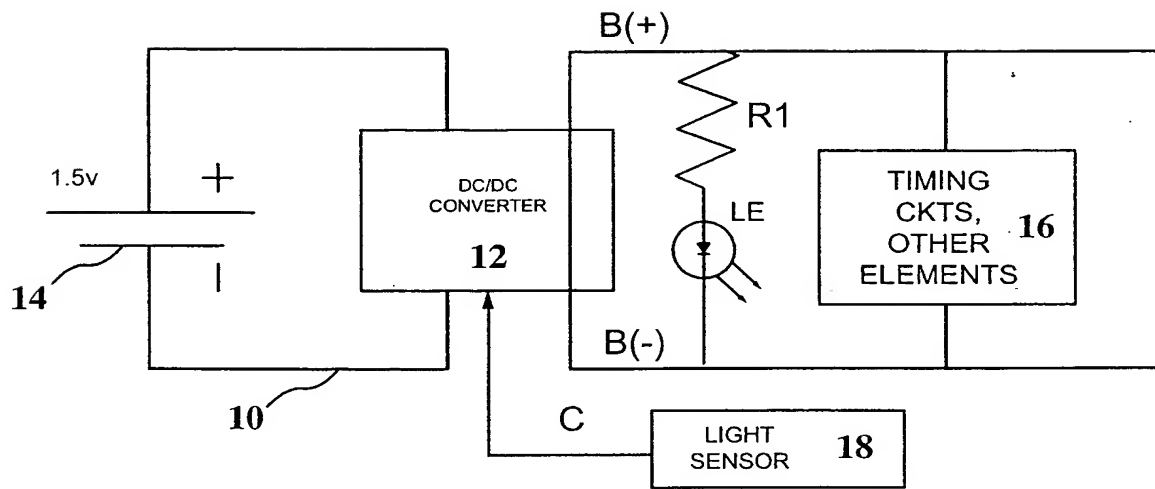 B(+)
R1
1.5v
+
DC/DC
CONVERTER
12
LE
TIMING
CKTS,
OTHER
ELEMENTS
16
14
−
B(-)
10
C
LIGHT
SENSOR
18